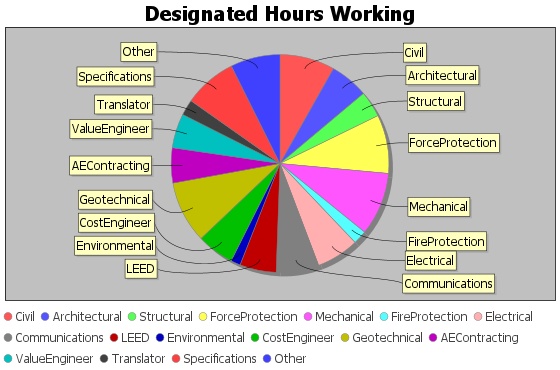 Designated Hours Working
Other
Civil
Specifications
Architectural
Translator
Structural
ValueEngineer
ForceProtection
AEContracting
Geotechnical
Mechanical
CostEngineer
FireProtection
Environmental
Electrical
LEED
Communications
Civil Architectural Structural ForceProtection Mechanical FireProtection Electrical
Communications LEED Environmental CostEngineer Geotechnical AEContracting
ValueEngineer Translator Specifications Other